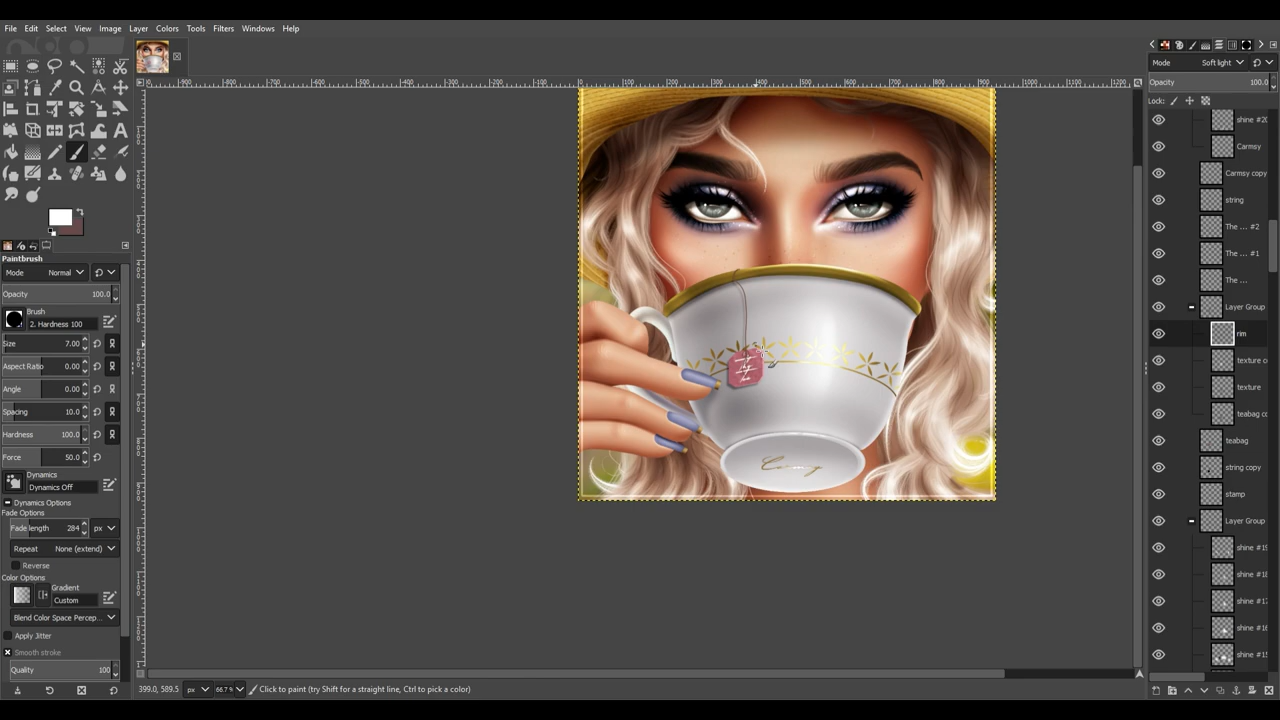 File Edit Select View Image Layer Colors Tools Filters Windows Help
Mode Soft light
Opacity 100.0
Lock:
shine #20
Carmsy
Carmsy copy
string
The ... #2
The ... #1
The ...
Layer Group
rim
texture co
texture
teabag co
teabag
string copy
stamp
Layer Group
shine #19
shine #18
shine #17
shine #16
shine #15
Paintbrush
Mode Normal
Opacity 100.0
Brush
2. Hardness 100
Size 7.00
Aspect Ratio 0.00
Angle 0.00
Spacing 10.0
Hardness 100.0
Force 50.0
Dynamics
Dynamics Off
Dynamics Options
Fade Options
Fade length 284 px
Repeat None (extend)
Reverse
Color Options
Gradient
Custom
Blend Color Space Percep...
Apply Jitter
Smooth stroke
Quality 100
399.0, 589.5 px 66.7 % Click to paint (try Shift for a straight line, Ctrl to pick a color)